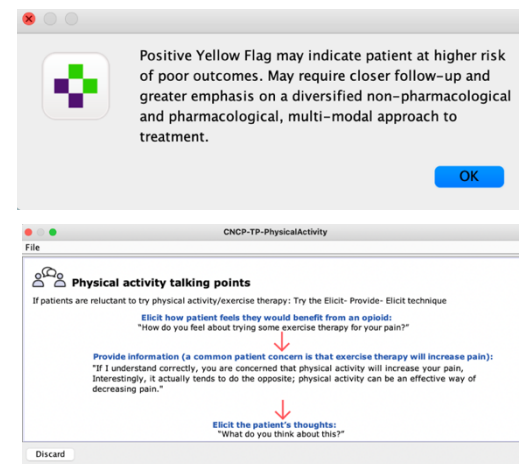 Positive Yellow Flag may indicate patient at higher risk
of poor outcomes. May require closer follow-up and
greater emphasis on a diversified non-pharmacological
and pharmacological, multi-modal approach to
treatment.
OK
CNCP-TP-PhysicalActivity
File
Physical activity talking points
If patients are reluctant to try physical activity/exercise therapy: Try the Elicit- Provide- Elicit technique
Elicit how patient feels they would benefit from an opioid:
"How do you feel about trying some exercise therapy for your pain?"
Provide information (a common patient concern is that exercise therapy will increase pain):
"If I understand correctly, you are concerned that physical activity will increase your pain,
Interestingly, it actually tends to do the opposite; physical activity can be an effective way of
decreasing pain."
Elicit the patient's thoughts:
"What do you think about this?"
Discard